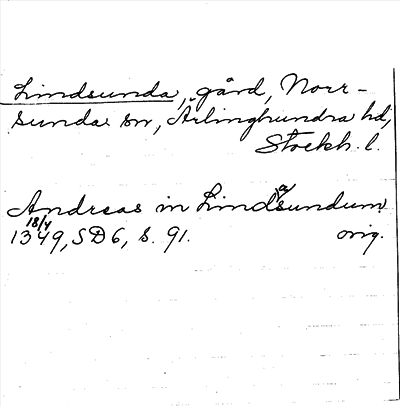 Lindsunda, gård, Norr-
sunda sn, Ärlinghundra hd,
Stockh. l.
Andreas in Lindsundum
18/4
1349, SD6, s. 91. orig.